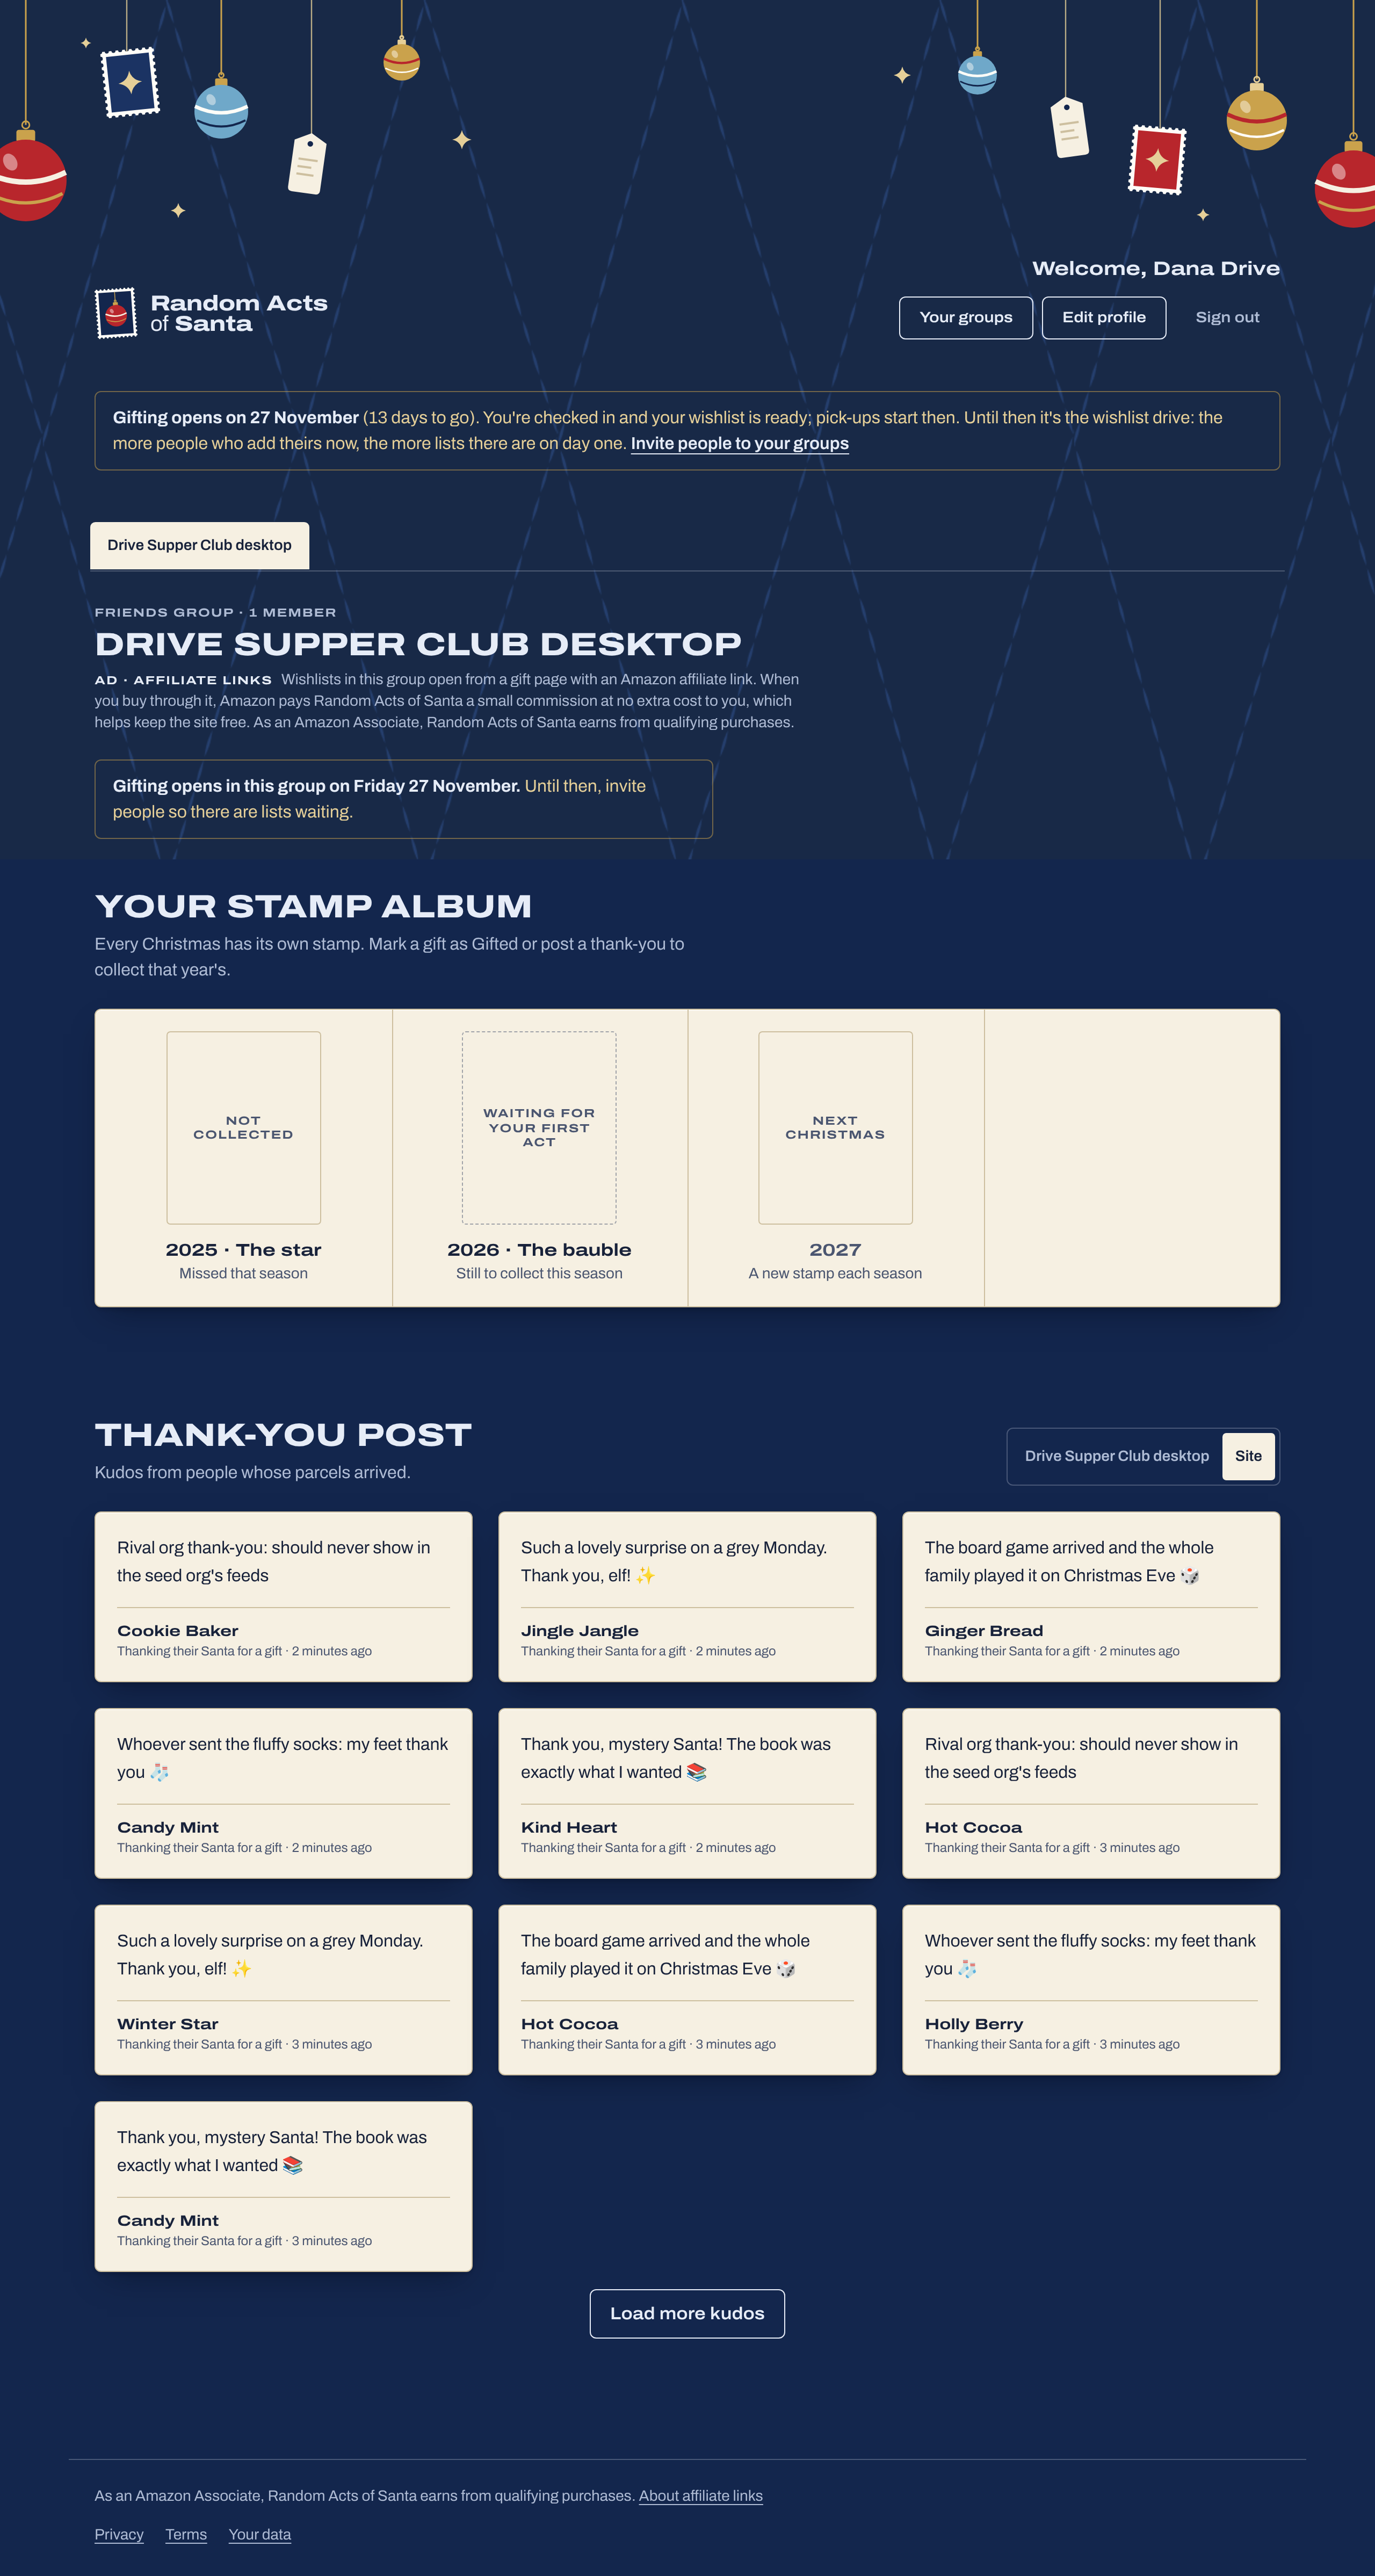 Welcome, Dana Drive
Random Acts
of Santa
Your groups
Edit profile
Sign out
Gifting opens on 27 November (13 days to go). You're checked in and your wishlist is ready; pick-ups start then. Until then it's the wishlist drive: the
more people who add theirs now, the more lists there are on day one. Invite people to your groups
Drive Supper Club desktop
FRIENDS GROUP · 1 MEMBER
DRIVE SUPPER CLUB DESKTOP
AD · AFFILIATE LINKS Wishlists in this group open from a gift page with an Amazon affiliate link. When
you buy through it, Amazon pays Random Acts of Santa a small commission at no extra cost to you, which
helps keep the site free. As an Amazon Associate, Random Acts of Santa earns from qualifying purchases.
Gifting opens in this group on Friday 27 November. Until then, invite
people so there are lists waiting.
YOUR STAMP ALBUM
Every Christmas has its own stamp. Mark a gift as Gifted or post a thank-you to
collect that year's.
NOT
COLLECTED
2025 · The star
Missed that season
WAITING FOR
YOUR FIRST
ACT
2026 · The bauble
Still to collect this season
NEXT
CHRISTMAS
2027
A new stamp each season
THANK-YOU POST
Kudos from people whose parcels arrived.
Drive Supper Club desktop
Site
Rival org thank-you: should never show in
the seed org's feeds
Cookie Baker
Thanking their Santa for a gift · 2 minutes ago
Such a lovely surprise on a grey Monday.
Thank you, elf! ✨
Jingle Jangle
Thanking their Santa for a gift · 2 minutes ago
The board game arrived and the whole
family played it on Christmas Eve 🎲
Ginger Bread
Thanking their Santa for a gift · 2 minutes ago
Whoever sent the fluffy socks: my feet thank
you 🧦
Candy Mint
Thanking their Santa for a gift · 2 minutes ago
Thank you, mystery Santa! The book was
exactly what I wanted 📚
Kind Heart
Thanking their Santa for a gift · 2 minutes ago
Rival org thank-you: should never show in
the seed org's feeds
Hot Cocoa
Thanking their Santa for a gift · 3 minutes ago
Such a lovely surprise on a grey Monday.
Thank you, elf! ✨
Winter Star
Thanking their Santa for a gift · 3 minutes ago
The board game arrived and the whole
family played it on Christmas Eve 🎲
Hot Cocoa
Thanking their Santa for a gift · 3 minutes ago
Whoever sent the fluffy socks: my feet thank
you 🧦
Holly Berry
Thanking their Santa for a gift · 3 minutes ago
Thank you, mystery Santa! The book was
exactly what I wanted 📚
Candy Mint
Thanking their Santa for a gift · 3 minutes ago
Load more kudos
As an Amazon Associate, Random Acts of Santa earns from qualifying purchases. About affiliate links
Privacy
Terms
Your data